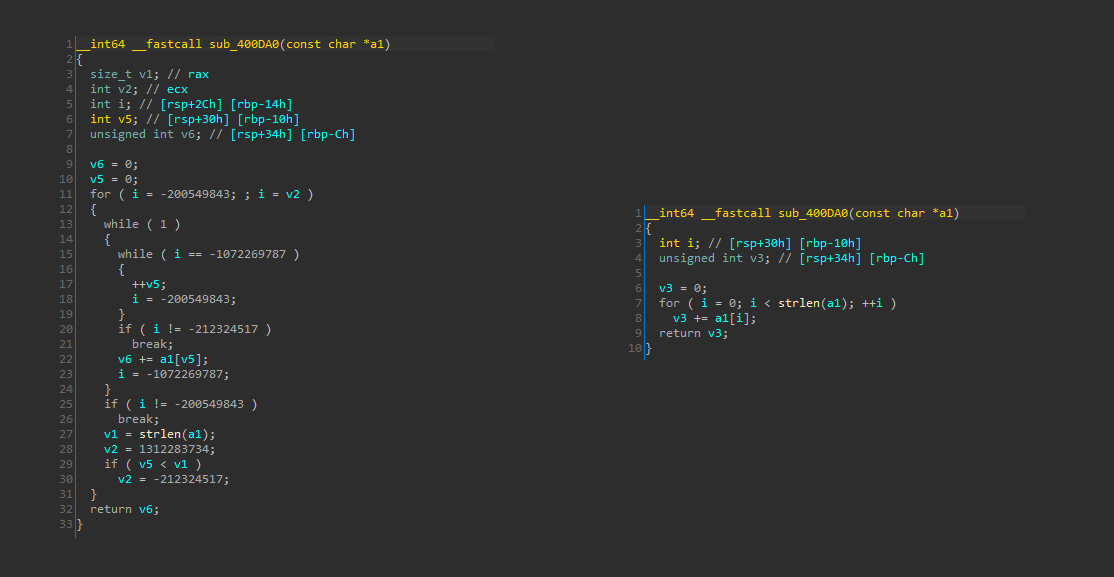 1 __int64 __fastcall sub_400DA0(const char *a1)
2 {
3 size_t v1; // rax
4 int v2; // ecx
5 int i; // [rsp+2Ch] [rbp-14h]
6 int v5; // [rsp+30h] [rbp-10h]
7 unsigned int v6; // [rsp+34h] [rbp-Ch]
8
9 v6 = 0;
10 v5 = 0;
11 for ( i = -200549843; ; i = v2 )
12 {
13 while ( 1 )
14 {
15 while ( i == -1072269787 )
16 {
17 ++v5;
18 i = -200549843;
19 }
20 if ( i != -212324517 )
21 break;
22 v6 += a1[v5];
23 i = -1072269787;
24 }
25 if ( i != -200549843 )
26 break;
27 v1 = strlen(a1);
28 v2 = 1312283734;
29 if ( v5 < v1 )
30 v2 = -212324517;
31 }
32 return v6;
33 }
1 __int64 __fastcall sub_400DA0(const char *a1)
2 {
3 int i; // [rsp+30h] [rbp-10h]
4 unsigned int v3; // [rsp+34h] [rbp-Ch]
5
6 v3 = 0;
7 for ( i = 0; i < strlen(a1); ++i )
8 v3 += a1[i];
9 return v3;
10 }